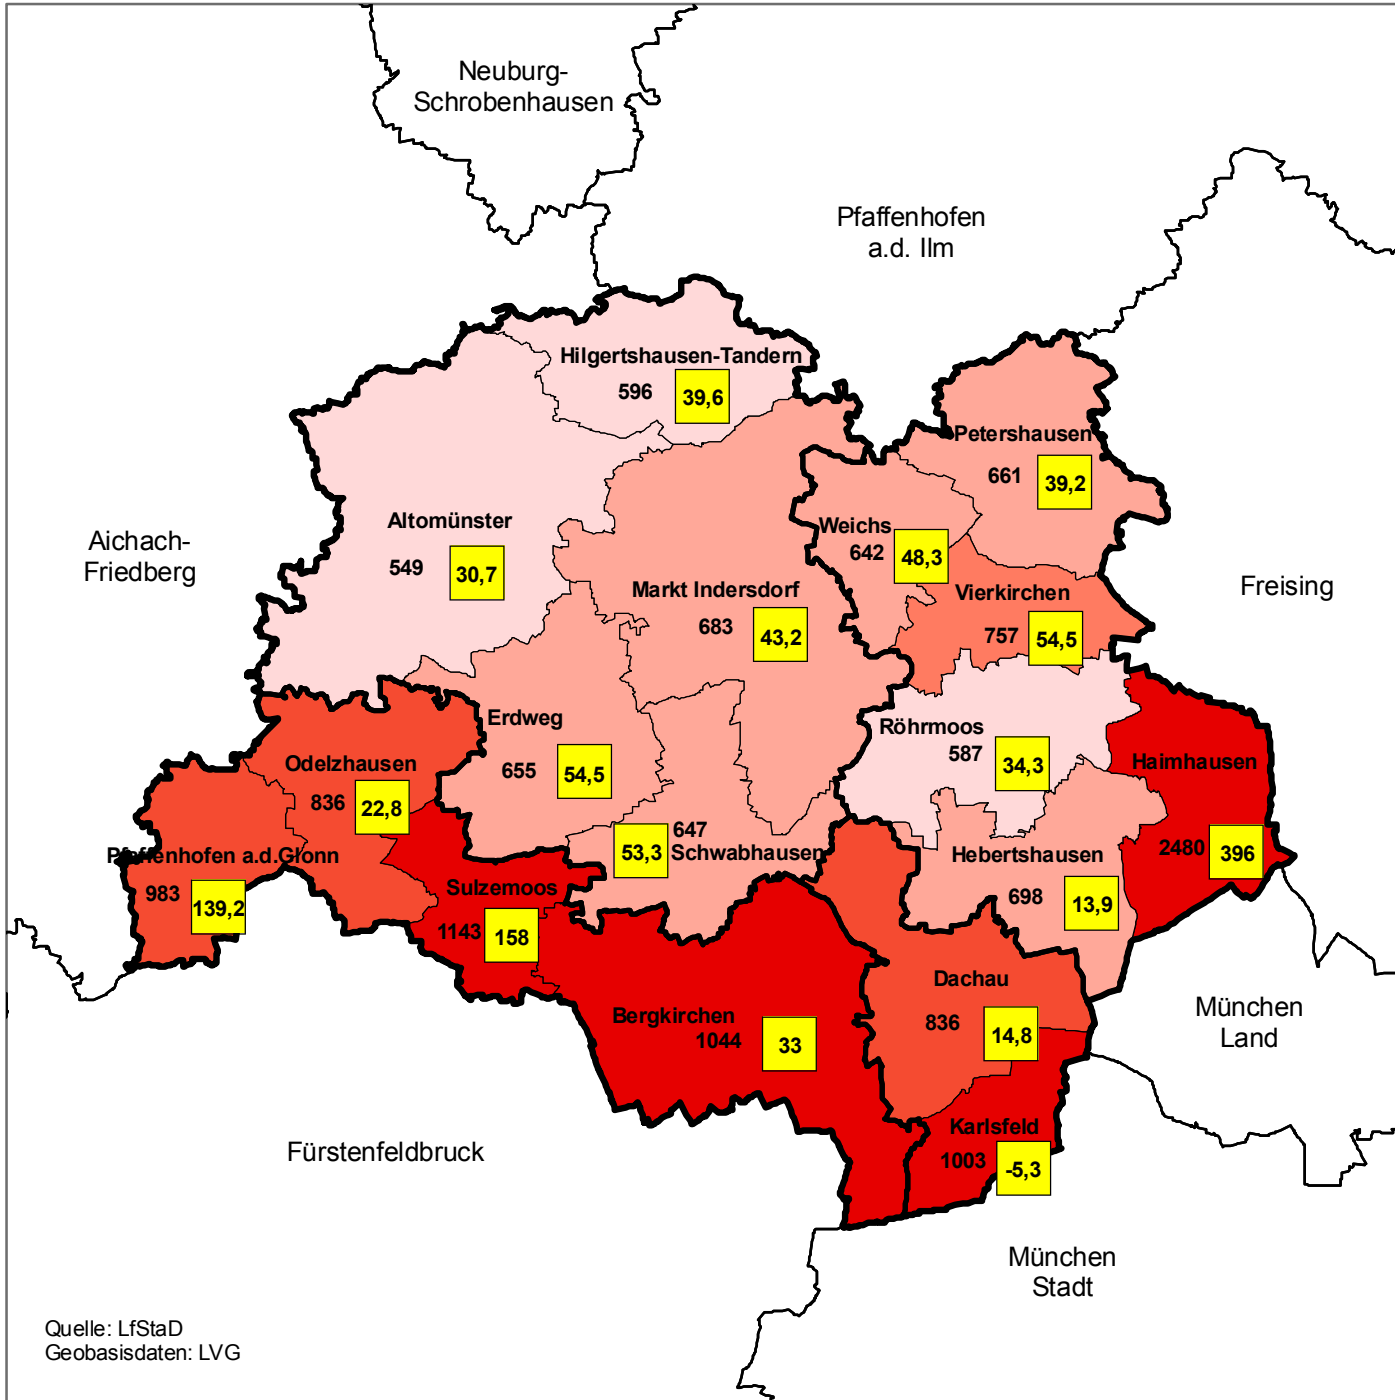 Neuburg-
Schrobenhausen
Pfaffenhofen
a.d. Ilm
Hilgertshausen-Tandern
596
39,6
Petershausen
661
39,2
Altomünster
549
30,7
Weichs
642
48,3
Aichach-
Friedberg
Markt Indersdorf
683
43,2
Vierkirchen
757
54,5
Freising
Erdweg
655
54,5
Röhrmoos
587
34,3
Haimhausen
2480
396
Odelzhausen
836
22,8
647
Schwabhausen
53,3
Hebertshausen
698
13,9
Pfaffenhofen a.d.Glonn
983
139,2
Sulzemoos
1143
158
Dachau
836
14,8
Bergkirchen
1044
33
München
Land
Karlsfeld
1003
-5,3
Fürstenfeldbruck
München
Stadt
Quelle: LfStaD
Geobasisdaten: LVG